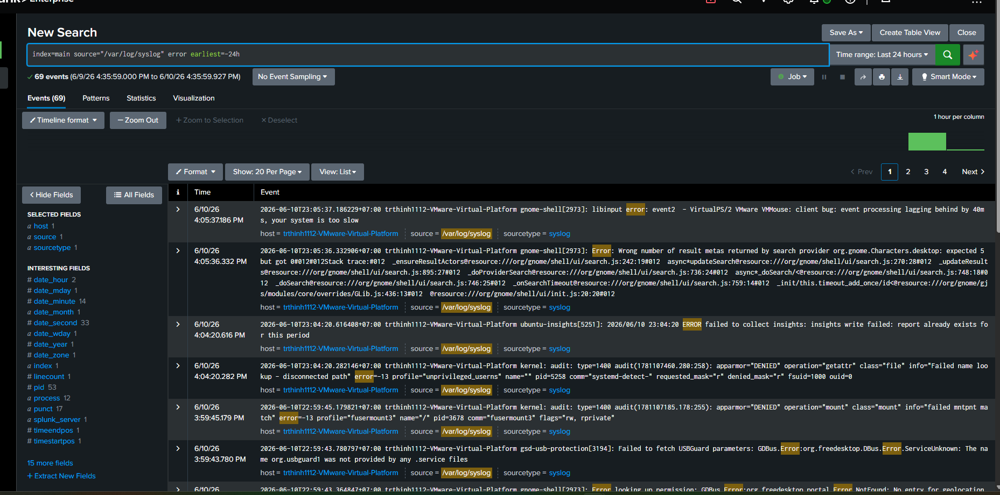 Enterprise
New Search
Save As
Create Table View
Close
index=main source="/var/log/syslog" error earliest=-24h
Time range: Last 24 hours
69 events (6/9/26 4:35:59.000 PM to 6/10/26 4:35:59.927 PM)
No Event Sampling
Job
Smart Mode
Events (69)
Patterns
Statistics
Visualization
Timeline format
— Zoom Out
+ Zoom to Selection
× Deselect
1 hour per column
Format
Show: 20 Per Page
View: List
< Prev
1
2
3
4
Next >
< Hide Fields
All Fields
SELECTED FIELDS
a host 1
a source 1
a sourcetype 1
INTERESTING FIELDS
# date_hour 2
# date_mday 1
# date_minute 14
a date_month 1
# date_second 33
a date_wday 1
# date_year 1
# date_zone 1
a index 1
# linecount 1
# pid 53
a process 12
a punct 17
a splunk_server 1
# timeendpos 1
# timestartpos 1
15 more fields
+ Extract New Fields
i
Time
Event
6/10/26
4:05:37.186 PM
2026-06-10T23:05:37.186229+07:00 trthinh1112-VMware-Virtual-Platform gnome-shell[2973]: libinput error: event2  - VirtualPS/2 VMware VMMouse: client bug: event processing lagging behind by 40m
s, your system is too slow
host = trthinh1112-VMware-Virtual-Platform source = /var/log/syslog sourcetype = syslog
6/10/26
4:05:36.332 PM
2026-06-10T23:05:36.332906+07:00 trthinh1112-VMware-Virtual-Platform gnome-shell[2973]: Error: Wrong number of result metas returned by search provider org.gnome.Characters.desktop: expected 5
but got 0#012#012Stack trace:#012  _ensureResultActors@resource:///org/gnome/shell/ui/search.js:242:19#012  async*updateSearch@resource:///org/gnome/shell/ui/search.js:270:28#012  _updateResult
s@resource:///org/gnome/shell/ui/search.js:895:27#012  _doProviderSearch@resource:///org/gnome/shell/ui/search.js:736:24#012  async*_doSearch/<@resource:///org/gnome/shell/ui/search.js:748:18#0
12  _doSearch@resource:///org/gnome/shell/ui/search.js:746:25#012  _onSearchTimeout@resource:///org/gnome/shell/ui/search.js:759:14#012  _init/this.timeout_add_once/id<@resource:///org/gnome/gj
s/modules/core/overrides/GLib.js:436:13#012  @resource:///org/gnome/shell/ui/init.js:20:20#012
host = trthinh1112-VMware-Virtual-Platform source = /var/log/syslog sourcetype = syslog
6/10/26
4:04:20.616 PM
2026-06-10T23:04:20.616408+07:00 trthinh1112-VMware-Virtual-Platform ubuntu-insights[5251]: 2026/06/10 23:04:20 ERROR failed to collect insights: insights write failed: report already exists fo
r this period
host = trthinh1112-VMware-Virtual-Platform source = /var/log/syslog sourcetype = syslog
6/10/26
4:04:20.282 PM
2026-06-10T23:04:20.282146+07:00 trthinh1112-VMware-Virtual-Platform kernel: audit: type=1400 audit(1781107460.280:258): apparmor="DENIED" operation="getattr" class="file" info="Failed name loo
kup - disconnected path" error=-13 profile="unprivileged_userns" name="" pid=5258 comm="systemd-detect-" requested_mask="r" denied_mask="r" fsuid=1000 ouid=0
host = trthinh1112-VMware-Virtual-Platform source = /var/log/syslog sourcetype = syslog
6/10/26
3:59:45.179 PM
2026-06-10T22:59:45.179821+07:00 trthinh1112-VMware-Virtual-Platform kernel: audit: type=1400 audit(1781107185.178:255): apparmor="DENIED" operation="mount" class="mount" info="failed mntpnt ma
tch" error=-13 profile="fusermount3" name="/" pid=3678 comm="fusermount3" flags="rw, rprivate"
host = trthinh1112-VMware-Virtual-Platform source = /var/log/syslog sourcetype = syslog
6/10/26
3:59:43.780 PM
2026-06-10T22:59:43.780797+07:00 trthinh1112-VMware-Virtual-Platform gsd-usb-protection[3194]: Failed to fetch USBGuard parameters: GDBus.Error:org.freedesktop.DBus.Error.ServiceUnknown: The na
me org.usbguard1 was not provided by any .service files
host = trthinh1112-VMware-Virtual-Platform source = /var/log/syslog sourcetype = syslog
6/10/26
2026-06-10T22:59:43.364847+07:00 trthinh1112-VMware-Virtual-Platform gnome-shell[2973]: Error looking up permission: GDBus.Error:org.freedesktop.portal.Error.NotFound: No entry for geolocation